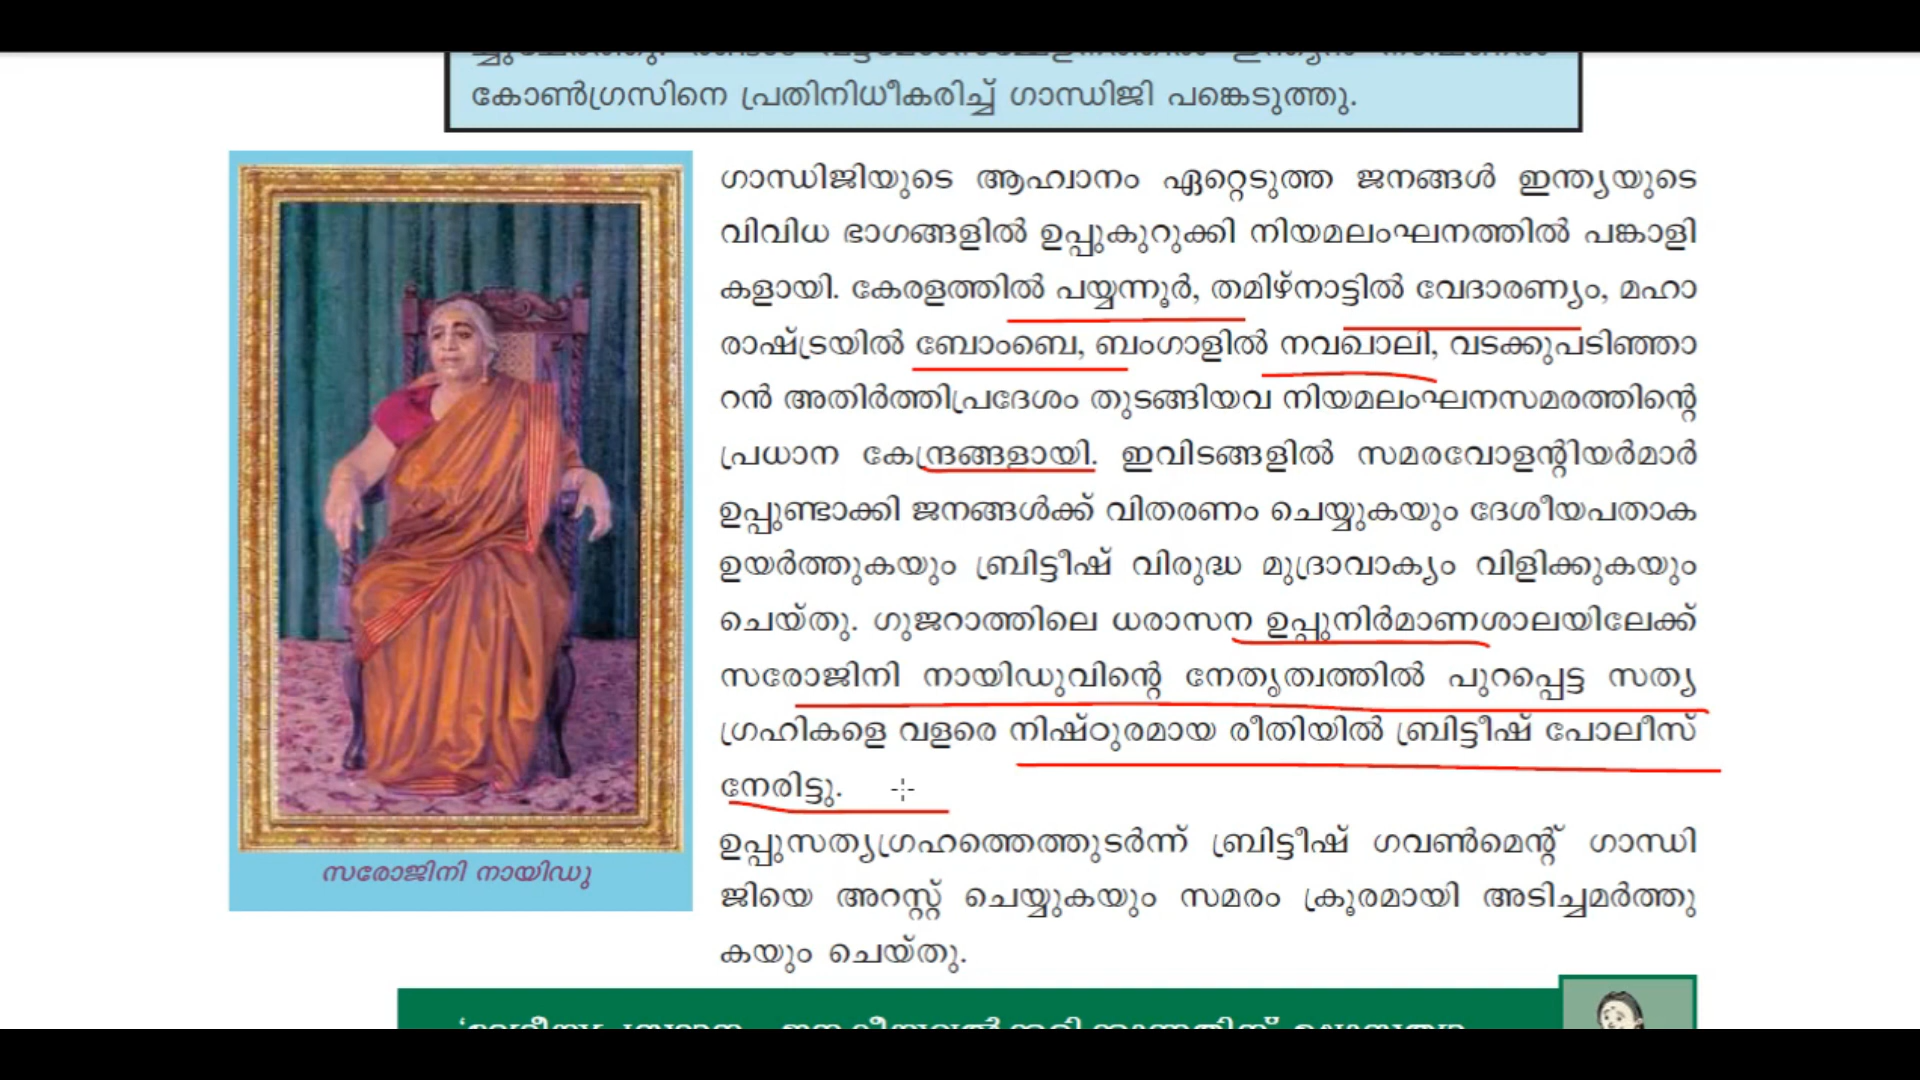 കോൺഗ്രസിനെ പ്രതിനിധീകരിച്ച് ഗാന്ധിജി പങ്കെടുത്തു.
ഗാന്ധിജിയുടെ ആഹ്വാനം ഏറ്റെടുത്ത ജനങ്ങൾ ഇന്ത്യയുടെ
വിവിധ ഭാഗങ്ങളിൽ ഉപ്പുകുറുക്കി നിയമലംഘനത്തിൽ പങ്കാളി
കളായി. കേരളത്തിൽ പയ്യന്നൂർ, തമിഴ്നാട്ടിൽ വേദാരണ്യം, മഹാ
രാഷ്ട്രയിൽ ബോംബെ, ബംഗാളിൽ നവഖാലി, വടക്കുപടിഞ്ഞാ
റൻ അതിർത്തിപ്രദേശം തുടങ്ങിയവ നിയമലംഘനസമരത്തിന്റെ
പ്രധാന കേന്ദ്രങ്ങളായി. ഇവിടങ്ങളിൽ സമരവോളന്റിയർമാർ
ഉപ്പുണ്ടാക്കി ജനങ്ങൾക്ക് വിതരണം ചെയ്യുകയും ദേശീയപതാക
ഉയർത്തുകയും ബ്രിട്ടീഷ് വിരുദ്ധ മുദ്രാവാക്യം വിളിക്കുകയും
ചെയ്തു. ഗുജറാത്തിലെ ധരാസന ഉപ്പുനിർമാണശാലയിലേക്ക്
സരോജിനി നായിഡുവിന്റെ നേതൃത്വത്തിൽ പുറപ്പെട്ട സത്യ
ഗ്രഹികളെ വളരെ നിഷ്ഠുരമായ രീതിയിൽ ബ്രിട്ടീഷ് പോലീസ്
നേരിട്ടു.
ഉപ്പുസത്യഗ്രഹത്തെത്തുടർന്ന് ബ്രിട്ടീഷ് ഗവൺമെന്റ് ഗാന്ധി
ജിയെ അറസ്റ്റ് ചെയ്യുകയും സമരം ക്രൂരമായി അടിച്ചമർത്തു
കയും ചെയ്തു.
സരോജിനി നായിഡു